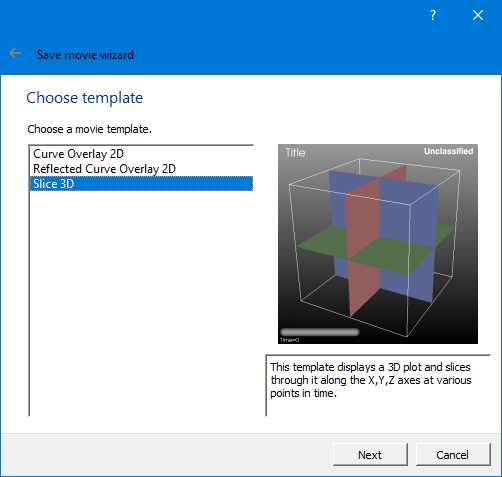 ?
Save movie wizard
Choose template
Choose a movie template.
Curve Overlay 2D
Reflected Curve Overlay 2D
Slice 3D
Title
Unclassified
Time=0
This template displays a 3D plot and slices
through it along the X,Y,Z axes at various
points in time.
Next
Cancel